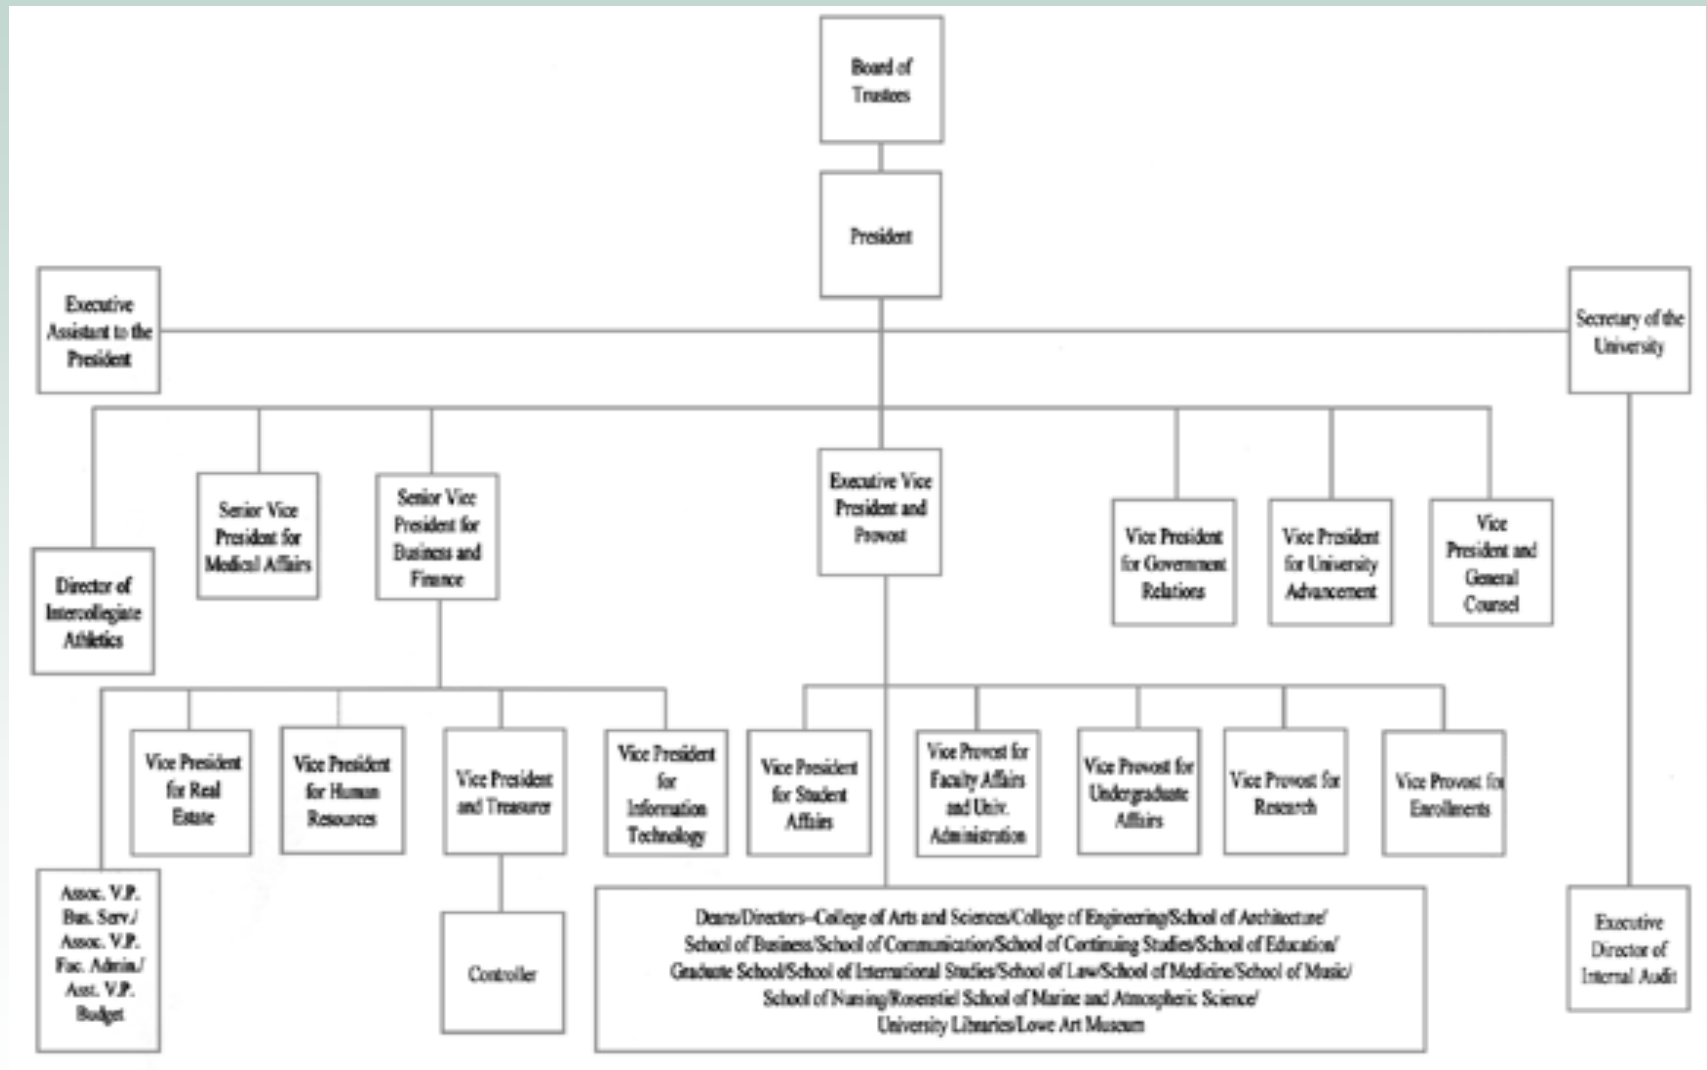 Board of
Trustees
President
Executive
Assistant to the
President
Secretary of the
University
Senior Vice
President for
Medical Affairs
Senior Vice
President for
Business and
Finance
Executive Vice
President and
Provost
Vice President
for Government
Relations
Vice President
for University
Advancement
Vice
President and
General
Counsel
Director of
Intercollegiate
Athletics
Vice President
for Real
Estate
Vice President
for Human
Resources
Vice President
and Treasurer
Vice President
for
Information
Technology
Vice President
for Student
Affairs
Vice Provost for
Faculty Affairs
and Univ.
Administration
Vice Provost for
Undergraduate
Affairs
Vice Provost for
Research
Vice Provost for
Enrollments
Assoc. V.P.
Bus. Serv./
Assoc. V.P.
Fac. Admin./
Asst. V.P.
Budget
Controller
Deans/Directors--College of Arts and Sciences/College of Engineering/School of Architecture/
School of Business/School of Communication/School of Continuing Studies/School of Education/
Graduate School/School of International Studies/School of Law/School of Medicine/School of Music/
School of Nursing/Rosenstiel School of Marine and Atmospheric Science/
University Libraries/Lowe Art Museum
Executive
Director of
Internal Audit